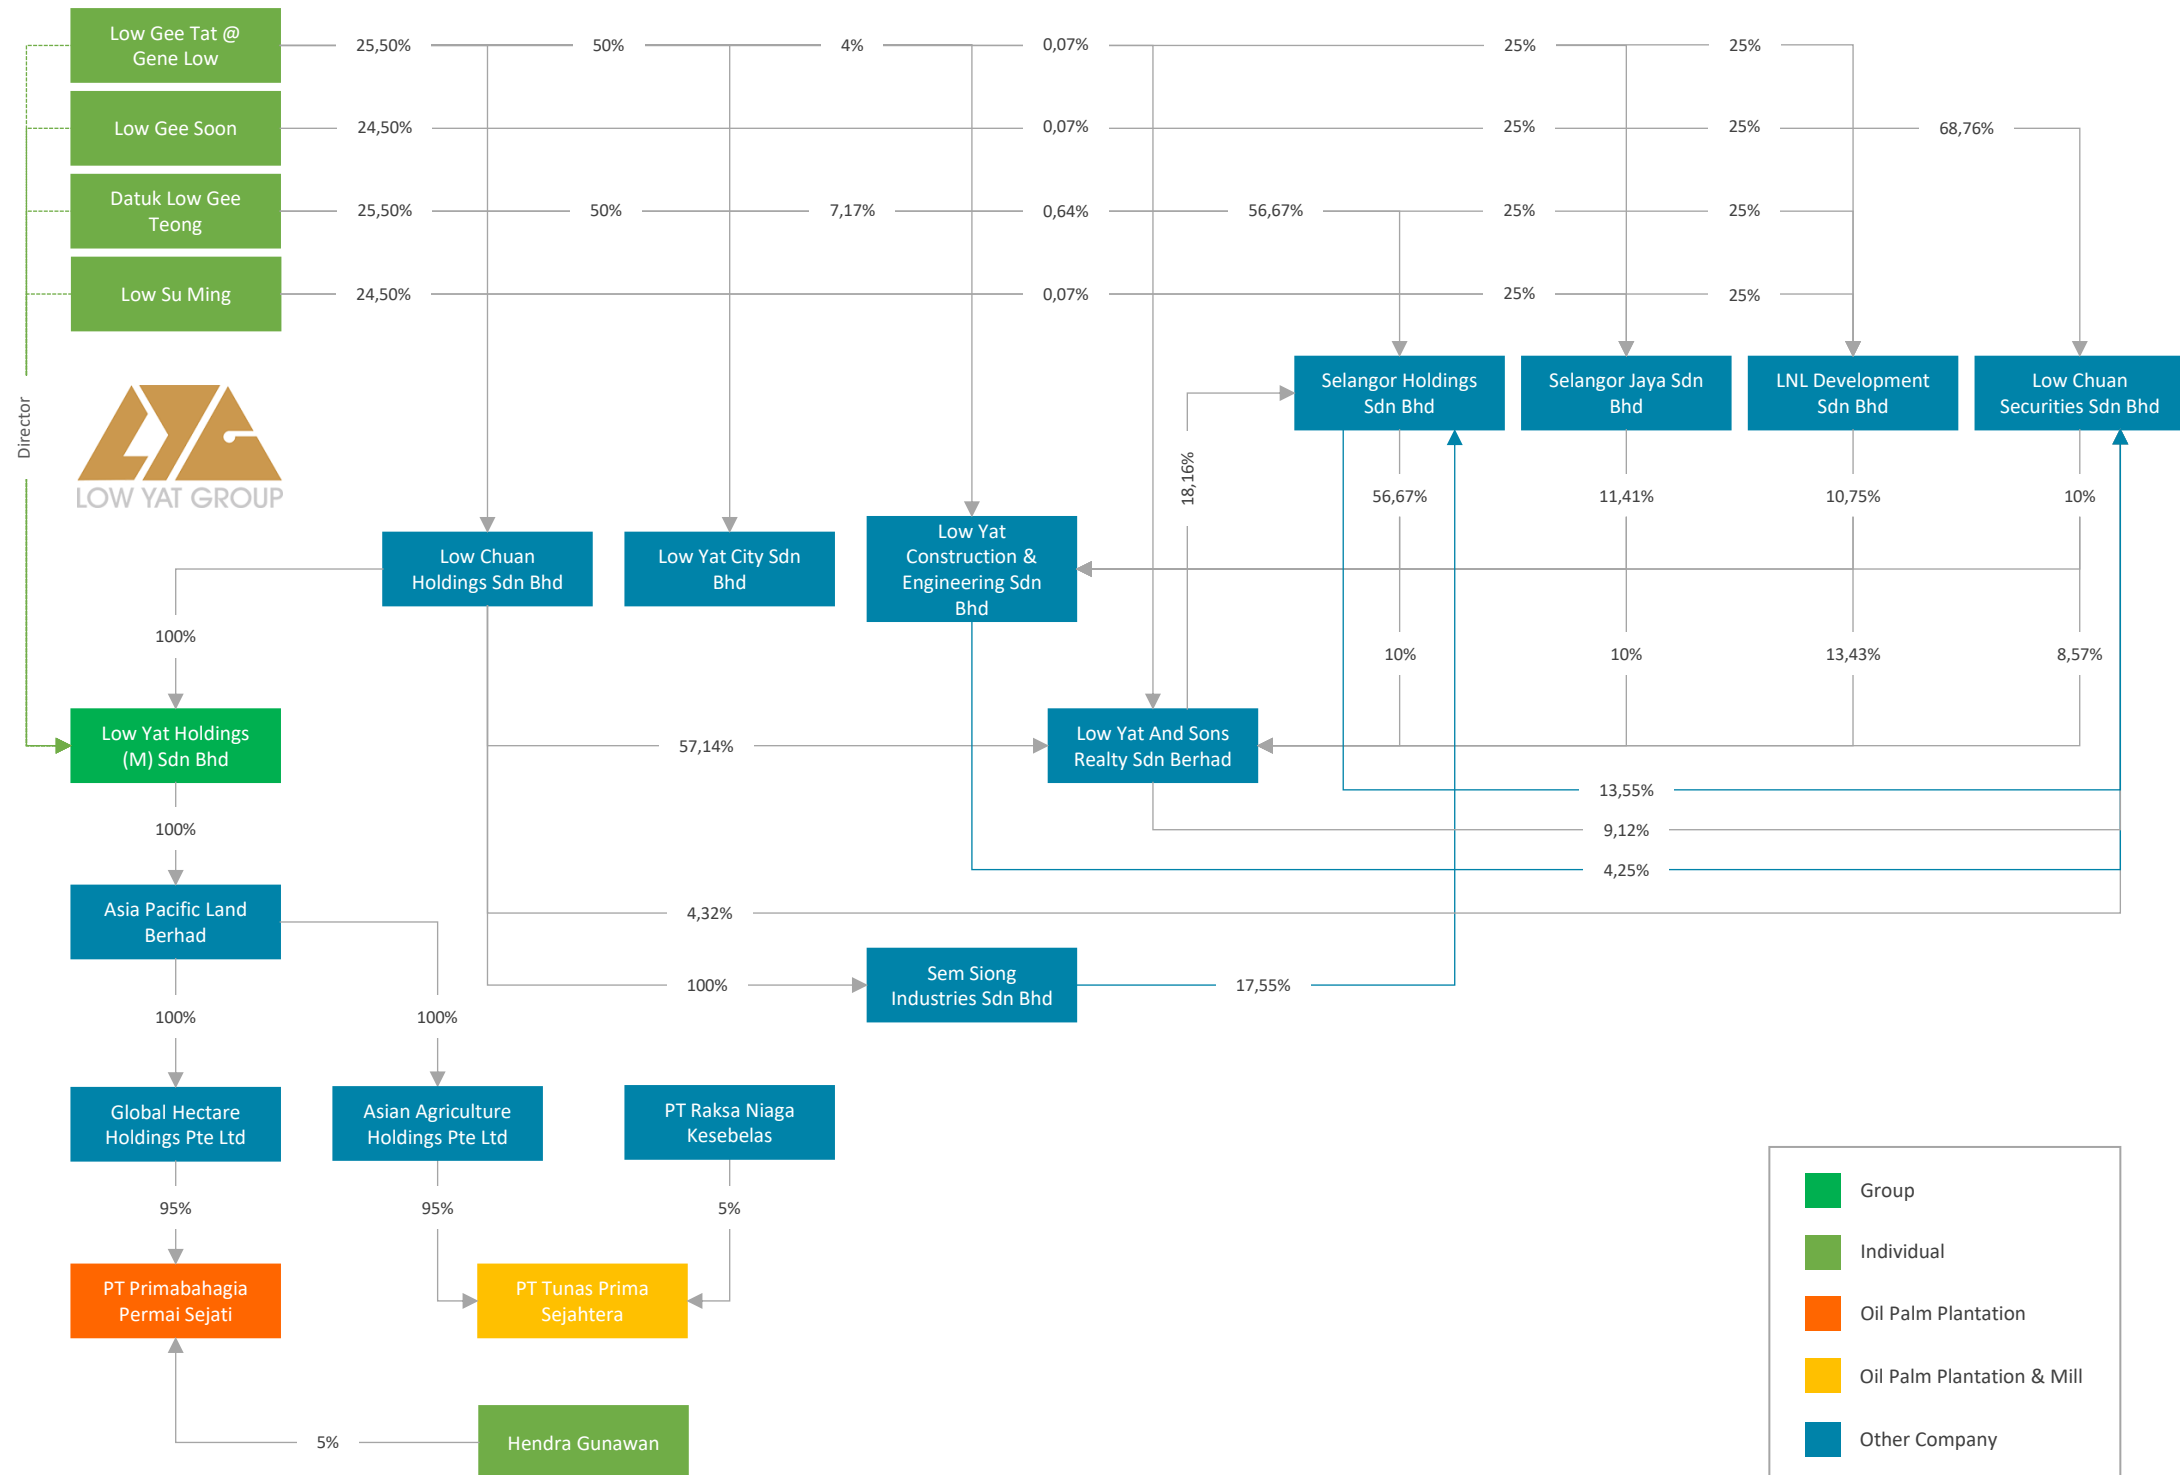 Low Gee Tat @
Gene Low
25,50%
50%
4%
0,07%
25%
25%
Low Gee Soon
24,50%
0,07%
25%
25%
68,76%
Datuk Low Gee
Teong
25,50%
50%
7,17%
0,64%
56,67%
25%
25%
Low Su Ming
24,50%
0,07%
25%
25%
Director
LOW YAT GROUP
Selangor Holdings
Sdn Bhd
Selangor Jaya Sdn
Bhd
LNL Development
Sdn Bhd
Low Chuan
Securities Sdn Bhd
18,16%
56,67%
11,41%
10,75%
10%
Low Chuan
Holdings Sdn Bhd
Low Yat City Sdn
Bhd
Low Yat
Construction &
Engineering Sdn
Bhd
100%
10%
10%
13,43%
8,57%
Low Yat Holdings
(M) Sdn Bhd
57,14%
Low Yat And Sons
Realty Sdn Berhad
13,55%
100%
9,12%
4,25%
Asia Pacific Land
Berhad
4,32%
100%
Sem Siong
Industries Sdn Bhd
17,55%
100%
100%
Global Hectare
Holdings Pte Ltd
Asian Agriculture
Holdings Pte Ltd
PT Raksa Niaga
Kesebelas
95%
95%
5%
PT Primabahagia
Permai Sejati
PT Tunas Prima
Sejahtera
5%
Hendra Gunawan
Group
Individual
Oil Palm Plantation
Oil Palm Plantation & Mill
Other Company